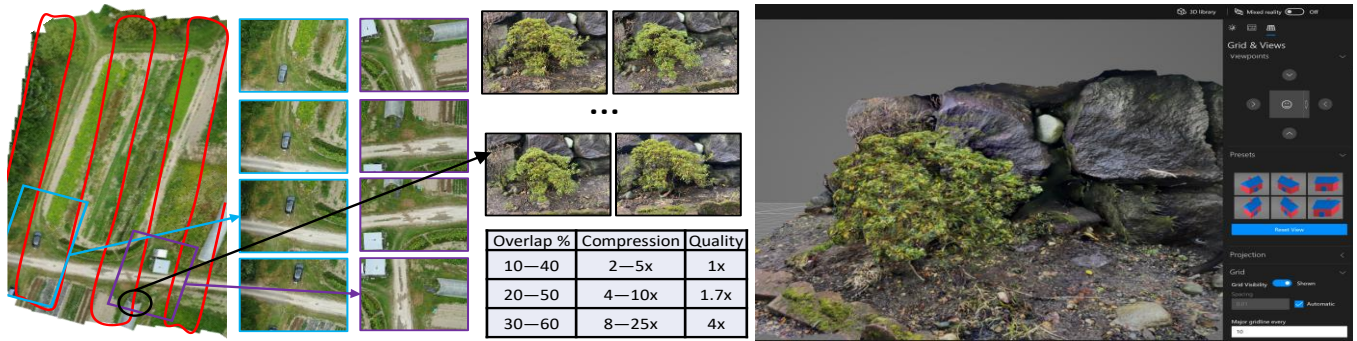 Overlap % Compression Quality
10—40 2—5x 1x
20—50 4—10x 1.7x
30—60 8—25x 4x
3D library Mixed reality Off
Grid & Views
Viewpoints
Presets
Reset View
Projection
Grid
Grid Visibility Shown
Spacing
Automatic
Major gridline every
10